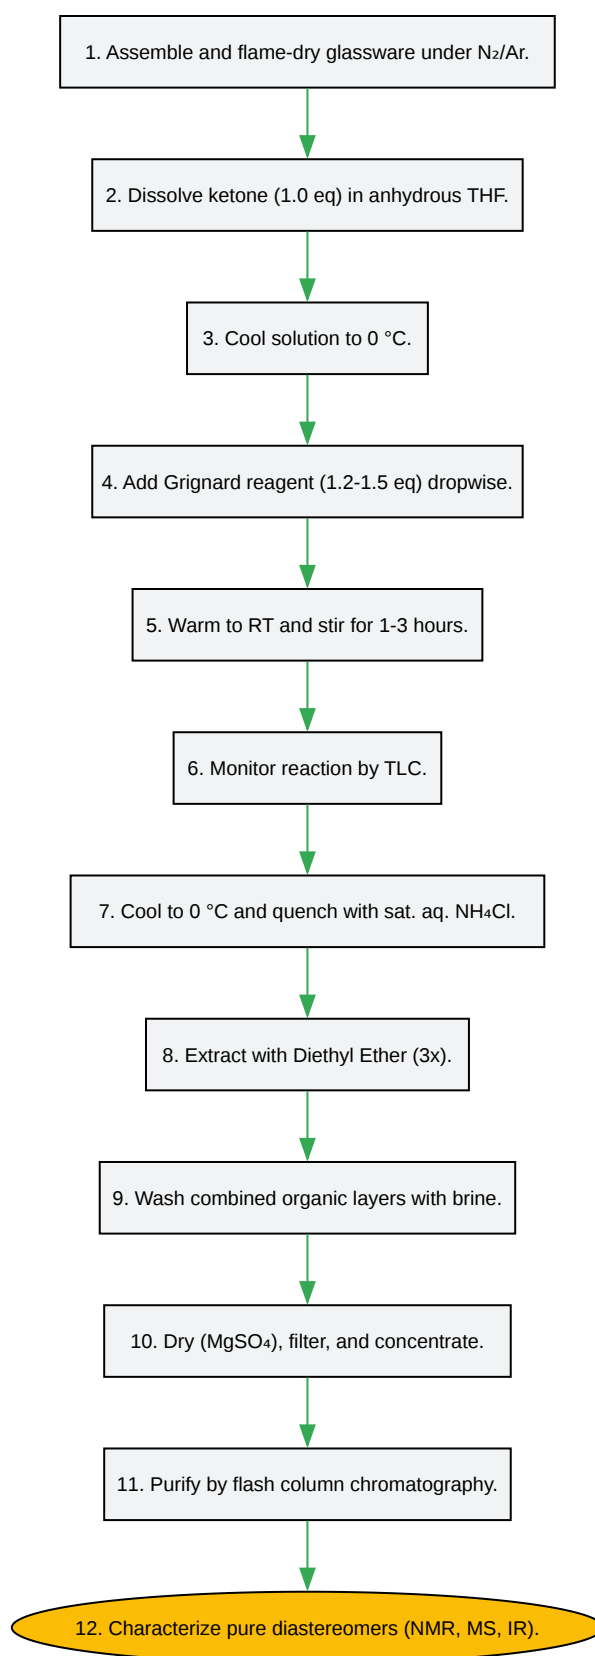 1. Assemble and flame-dry glassware under N₂/Ar.
2. Dissolve ketone (1.0 eq) in anhydrous THF.
3. Cool solution to 0 °C.
4. Add Grignard reagent (1.2-1.5 eq) dropwise.
5. Warm to RT and stir for 1-3 hours.
6. Monitor reaction by TLC.
7. Cool to 0 °C and quench with sat. aq. NH₄Cl.
8. Extract with Diethyl Ether (3x).
9. Wash combined organic layers with brine.
10. Dry (MgSO₄), filter, and concentrate.
11. Purify by flash column chromatography.
12. Characterize pure diastereomers (NMR, MS, IR).